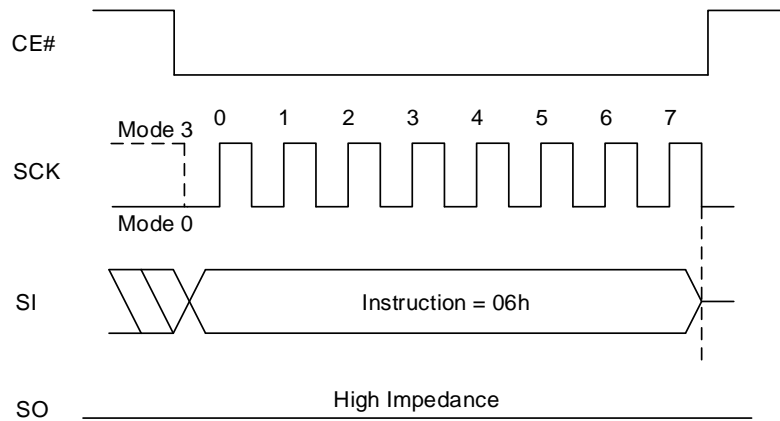 CE#
Mode 3
0 1 2 3 4 5 6 7
SCK
Mode 0
SI
Instruction = 06h
High Impedance
SO